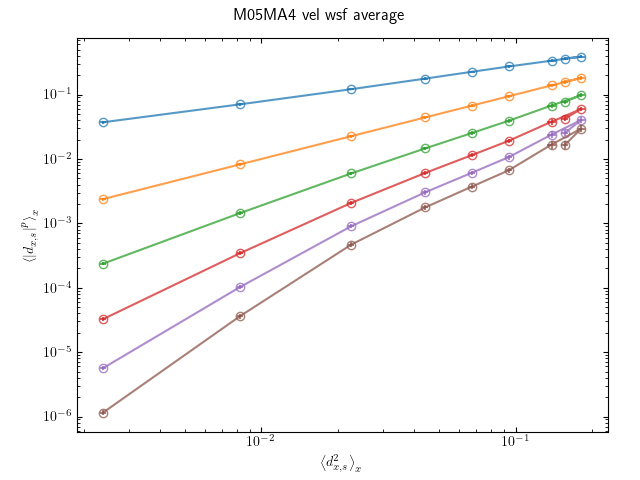 M05MA4 vel wsf average
10⁻¹
10⁻²
10⁻³
10⁻⁴
10⁻⁵
10⁻⁶
⟨|d_{x,s}|^p⟩_x
10⁻² 10⁻¹
⟨d²_{x,s}⟩_x